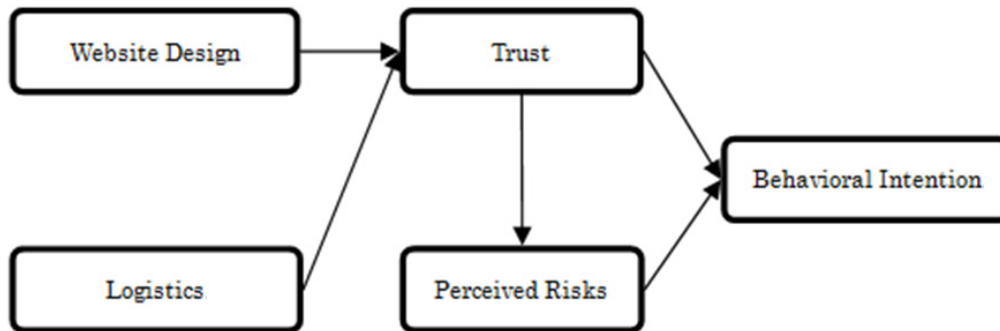 Website Design
Trust
Behavioral Intention
Logistics
Perceived Risks